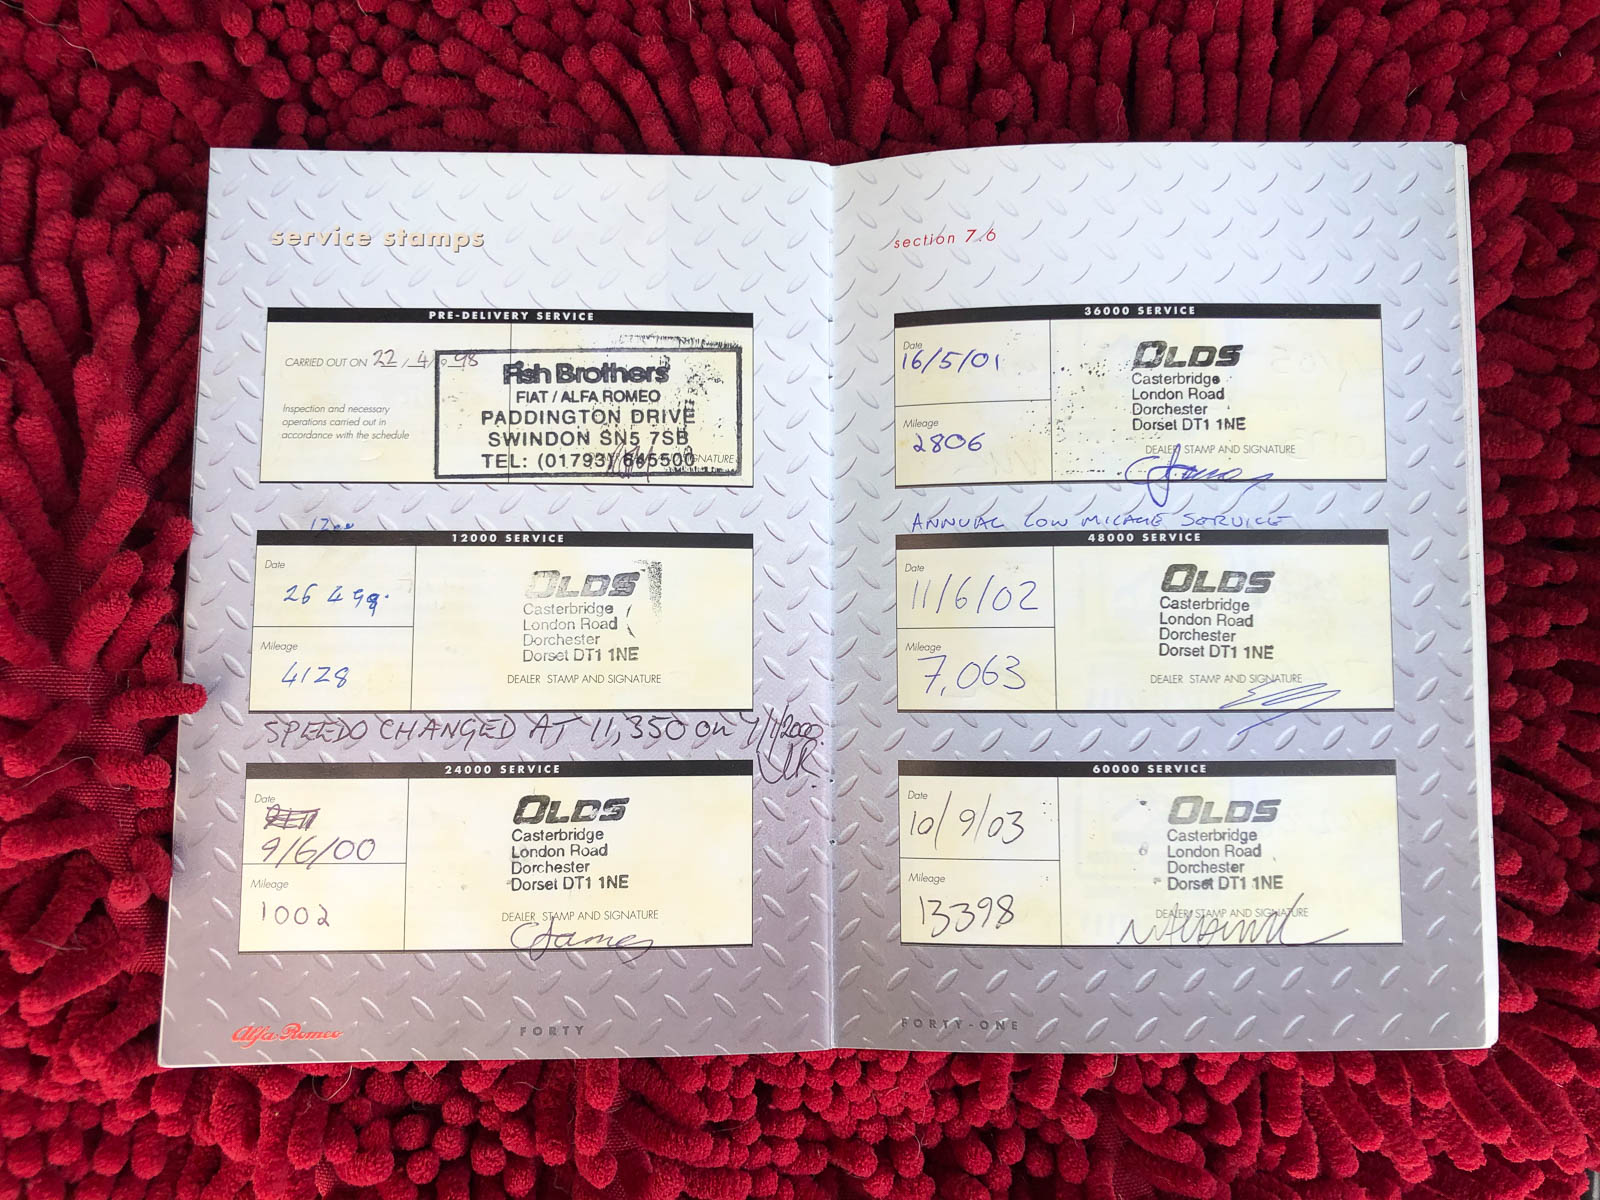 service stamps
PRE-DELIVERY SERVICE
CARRIED OUT ON 22 / 4 / 98
Inspection and necessary
operations carried out in
accordance with the schedule
Fish Brothers
FIAT / ALFA ROMEO
PADDINGTON DRIVE
SWINDON SN5 7SB
TEL: (01793) 645500
SIGNATURE
12000 SERVICE
Date
26 4 99.
Mileage
4128
OLDS
Casterbridge
London Road
Dorchester
Dorset DT1 1NE
DEALER STAMP AND SIGNATURE
SPEEDO CHANGED AT 11,350 ON
24000 SERVICE
Date
9/6/00
Mileage
1002
OLDS
Casterbridge
London Road
Dorchester
Dorset DT1 1NE
DEALER STAMP AND SIGNATURE
Alfa Romeo
FORTY
section 7.6
36000 SERVICE
Date
16/5/01
Mileage
2806
OLDS
Casterbridge
London Road
Dorchester
Dorset DT1 1NE
DEALER STAMP AND SIGNATURE
ANNUAL LOW MILEAGE SERVICE
48000 SERVICE
Date
11/6/02
Mileage
7,063
OLDS
Casterbridge
London Road
Dorchester
Dorset DT1 1NE
DEALER STAMP AND SIGNATURE
60000 SERVICE
Date
10/9/03
Mileage
13398
OLDS
Casterbridge
London Road
Dorchester
Dorset DT1 1NE
DEALER STAMP AND SIGNATURE
FORTY-ONE